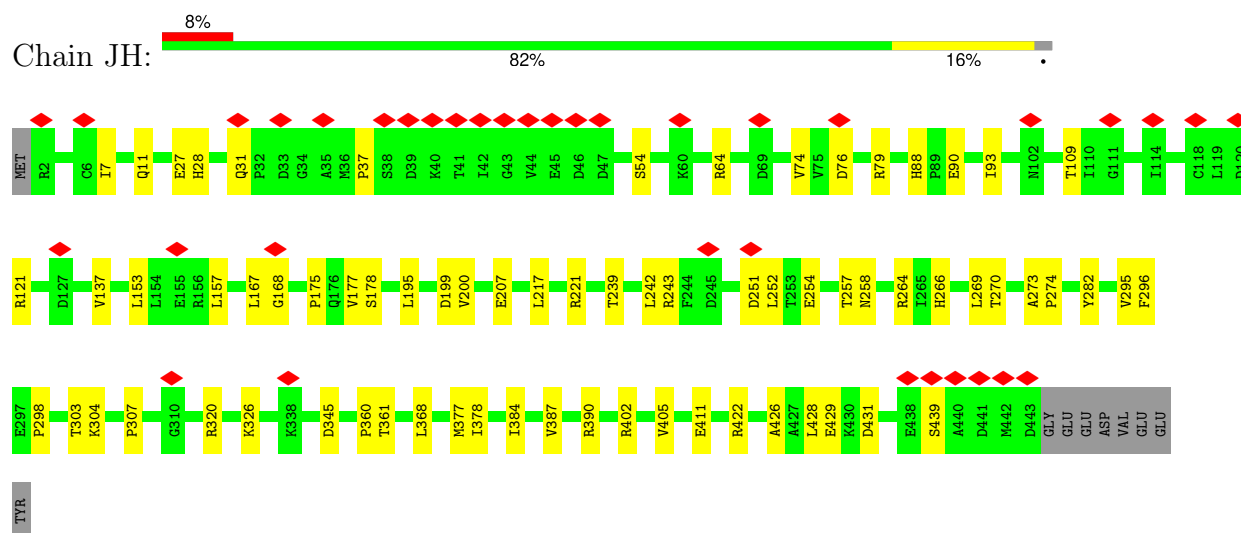 8%
Chain JH:
82% 16% •
MET R2 C6 I7 Q11 E27 H28 Q31 P32 D33 G34 A35 M36 P37 S38 D39 K40 T41 I42 G43 V44 E45 D46 D47 S54 K60 R64 D69 V74 V75 D76 R79 H88 P89 E90 I93 N102 T109 I110 G111 I114 C118 L119 D120
R121 D127 V137 L153 L154 E155 R156 L157 L167 G168 P175 Q176 V177 S178 L195 D199 V200 E207 L217 R221 T239 L242 R243 F244 D245 D251 L252 T253 E254 T257 N258 R264 I265 H266 L269 T270 A273 P274 Y282 V295 F296
E297 P298 T303 K304 P307 G310 R320 K326 K338 D345 P360 T361 L368 M377 I378 I384 V387 R390 R402 V405 E411 R422 A426 A427 L428 E429 K430 D431 E438 S439 A440 D441 M442 D443 GLY GLU GLU ASP VAL GLU GLU
TYR